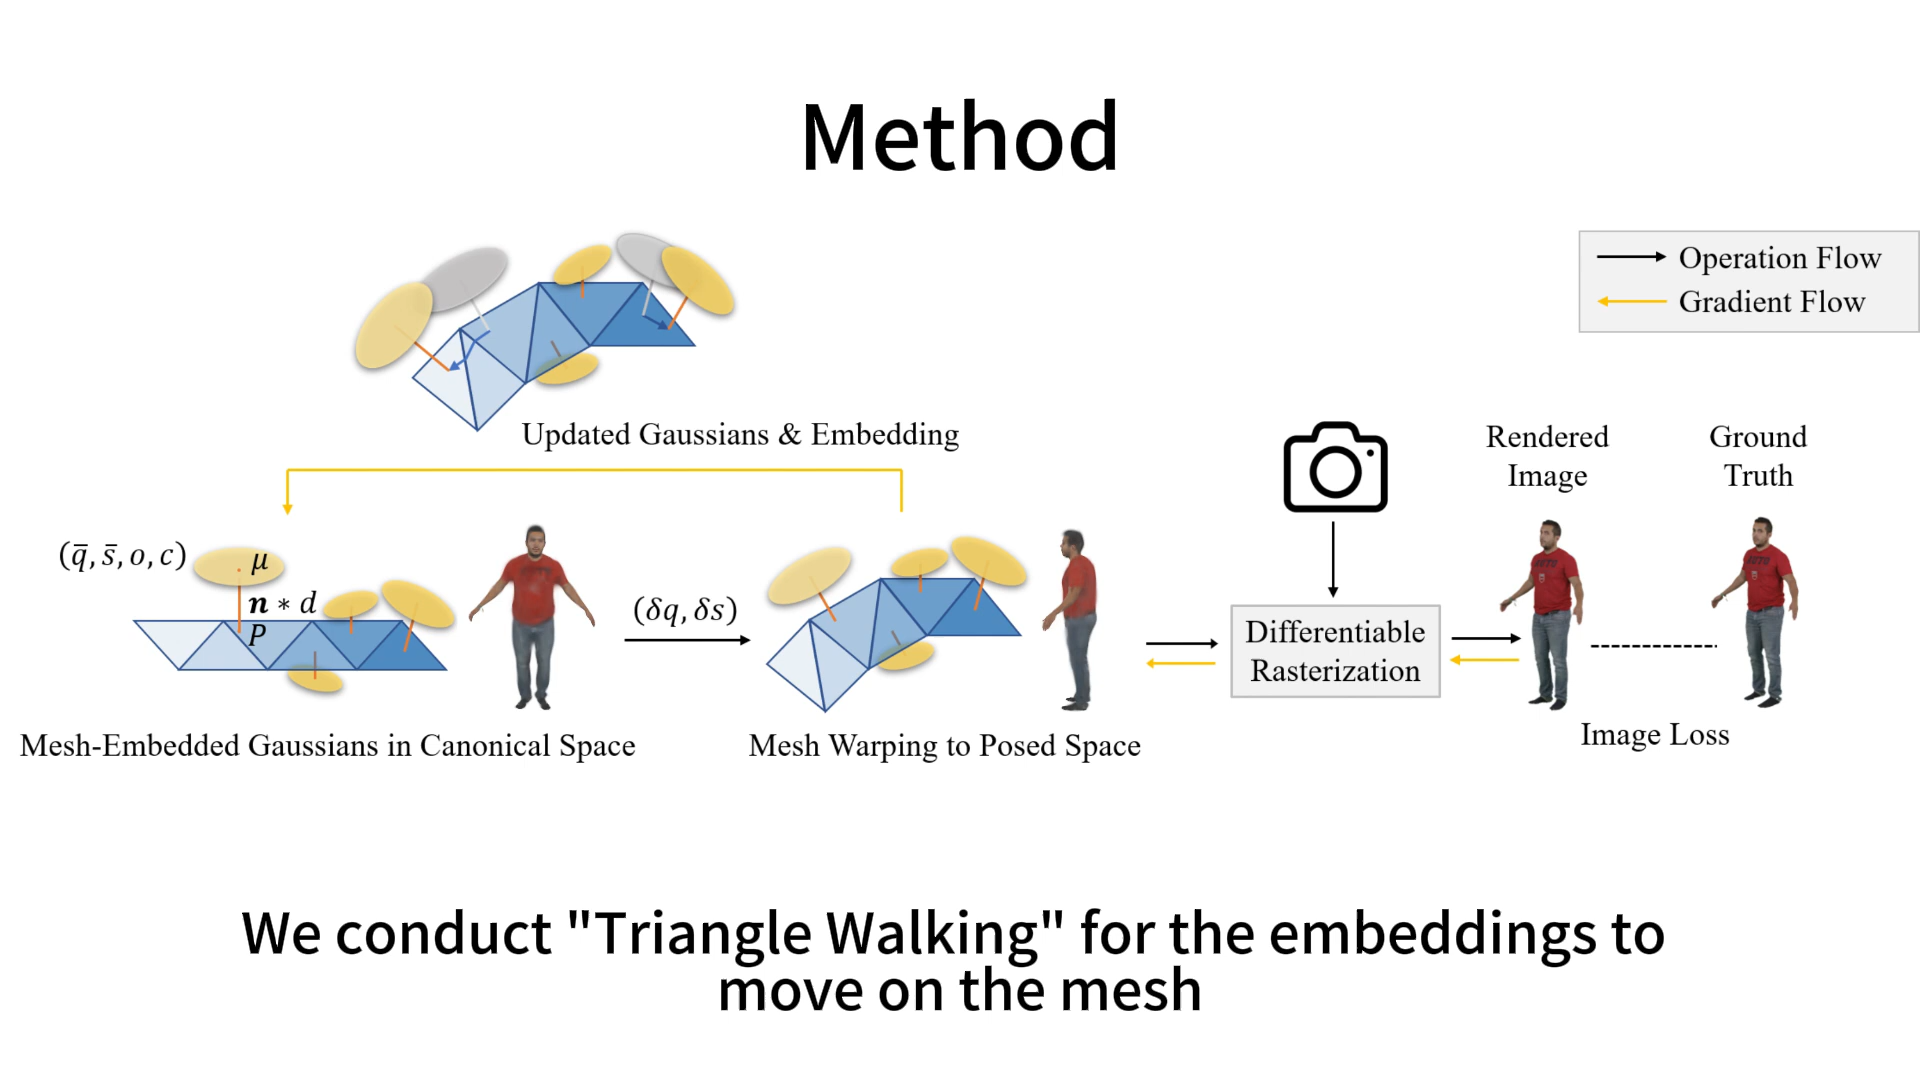 Method
Operation Flow
Gradient Flow
Updated Gaussians & Embedding
Rendered
Image
Ground
Truth
(q̄, s̄, o, c)
μ
n * d
P
(δq, δs)
Differentiable
Rasterization
Mesh-Embedded Gaussians in Canonical Space
Mesh Warping to Posed Space
Image Loss
We conduct "Triangle Walking" for the embeddings to
move on the mesh